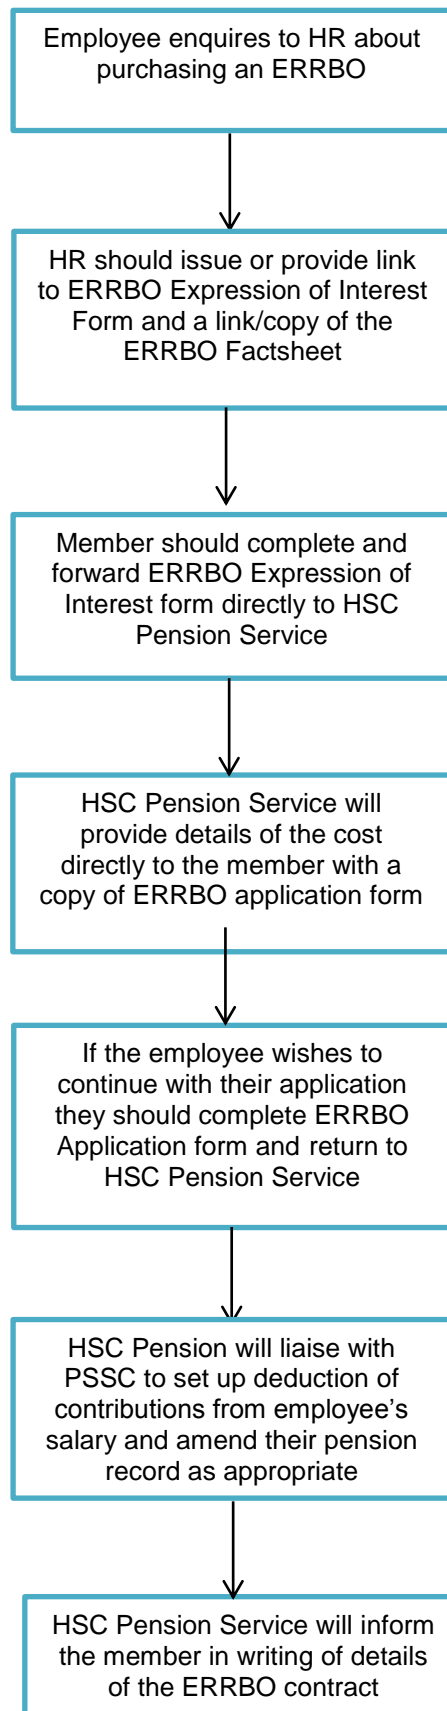 Employee enquires to HR about
purchasing an ERRBO
HR should issue or provide link
to ERRBO Expression of Interest
Form and a link/copy of the
ERRBO Factsheet
Member should complete and
forward ERRBO Expression of
Interest form directly to HSC
Pension Service
HSC Pension Service will
provide details of the cost
directly to the member with a
copy of ERRBO application form
If the employee wishes to
continue with their application
they should complete ERRBO
Application form and return to
HSC Pension Service
HSC Pension will liaise with
PSSC to set up deduction of
contributions from employee's
salary and amend their pension
record as appropriate
HSC Pension Service will inform
the member in writing of details
of the ERRBO contract